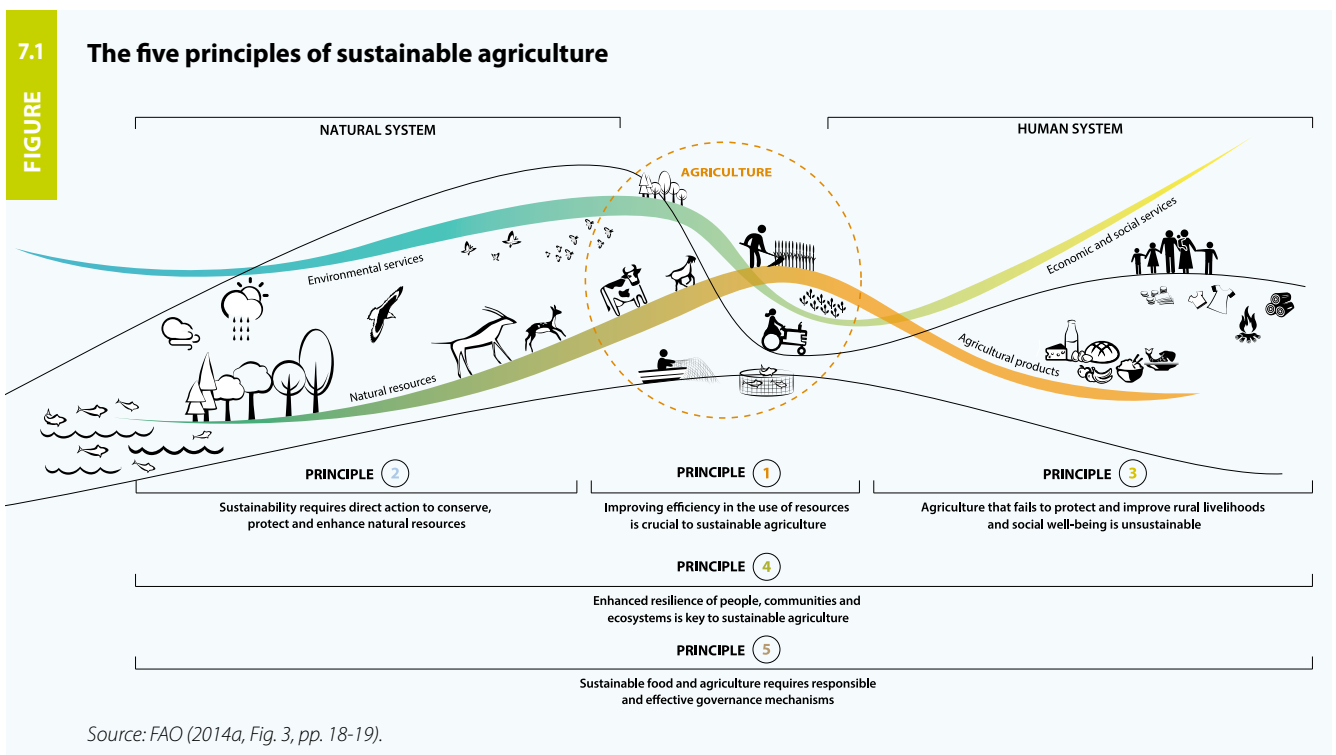 7.1
FIGURE
The five principles of sustainable agriculture
NATURAL SYSTEM
HUMAN SYSTEM
AGRICULTURE
Environmental services
Economic and social services
Natural resources
Agricultural products
PRINCIPLE 2
Sustainability requires direct action to conserve,
protect and enhance natural resources
PRINCIPLE 1
Improving efficiency in the use of resources
is crucial to sustainable agriculture
PRINCIPLE 3
Agriculture that fails to protect and improve rural livelihoods
and social well-being is unsustainable
PRINCIPLE 4
Enhanced resilience of people, communities and
ecosystems is key to sustainable agriculture
PRINCIPLE 5
Sustainable food and agriculture requires responsible
and effective governance mechanisms
Source: FAO (2014a, Fig. 3, pp. 18-19).